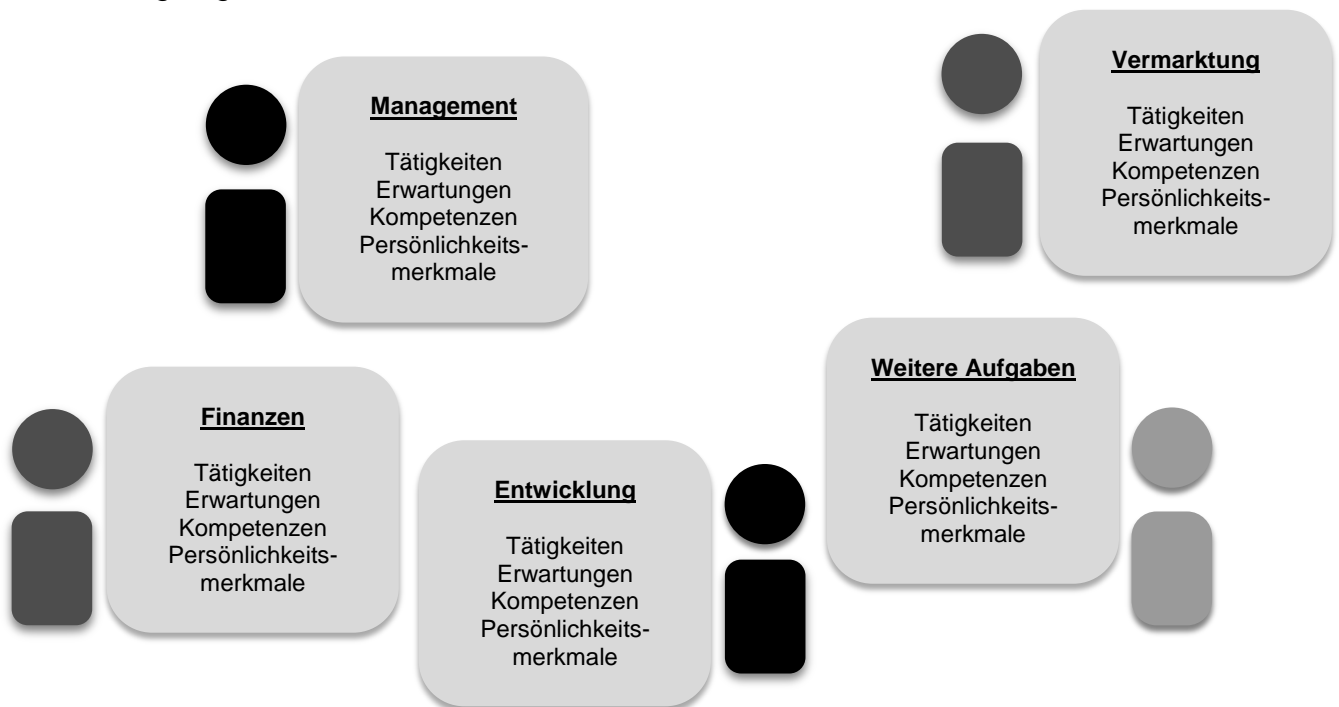 Management
Tätigkeiten
Erwartungen
Kompetenzen
Persönlichkeits-
merkmale
Vermarktung
Tätigkeiten
Erwartungen
Kompetenzen
Persönlichkeits-
merkmale
Finanzen
Tätigkeiten
Erwartungen
Kompetenzen
Persönlichkeits-
merkmale
Entwicklung
Tätigkeiten
Erwartungen
Kompetenzen
Persönlichkeits-
merkmale
Weitere Aufgaben
Tätigkeiten
Erwartungen
Kompetenzen
Persönlichkeits-
merkmale